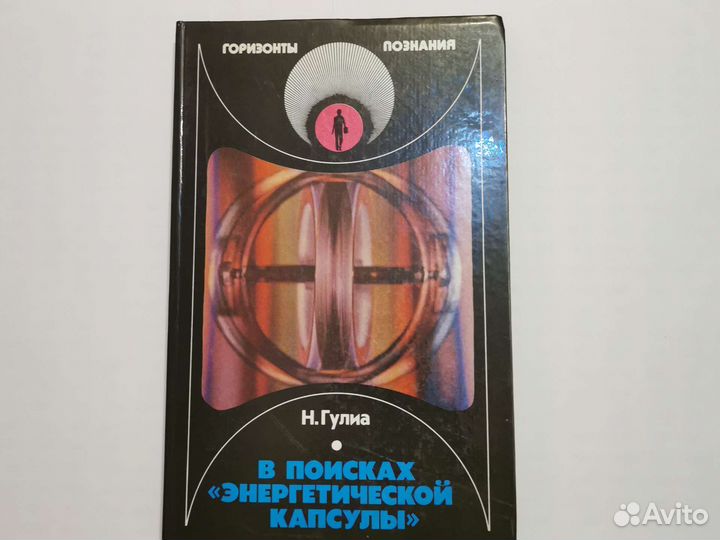 ГОРИЗОНТЫ ПОЗНАНИЯ
Н.Гулиа
В ПОИСКАХ
«ЭНЕРГЕТИЧЕСКОЙ
КАПСУЛЫ»
Avito